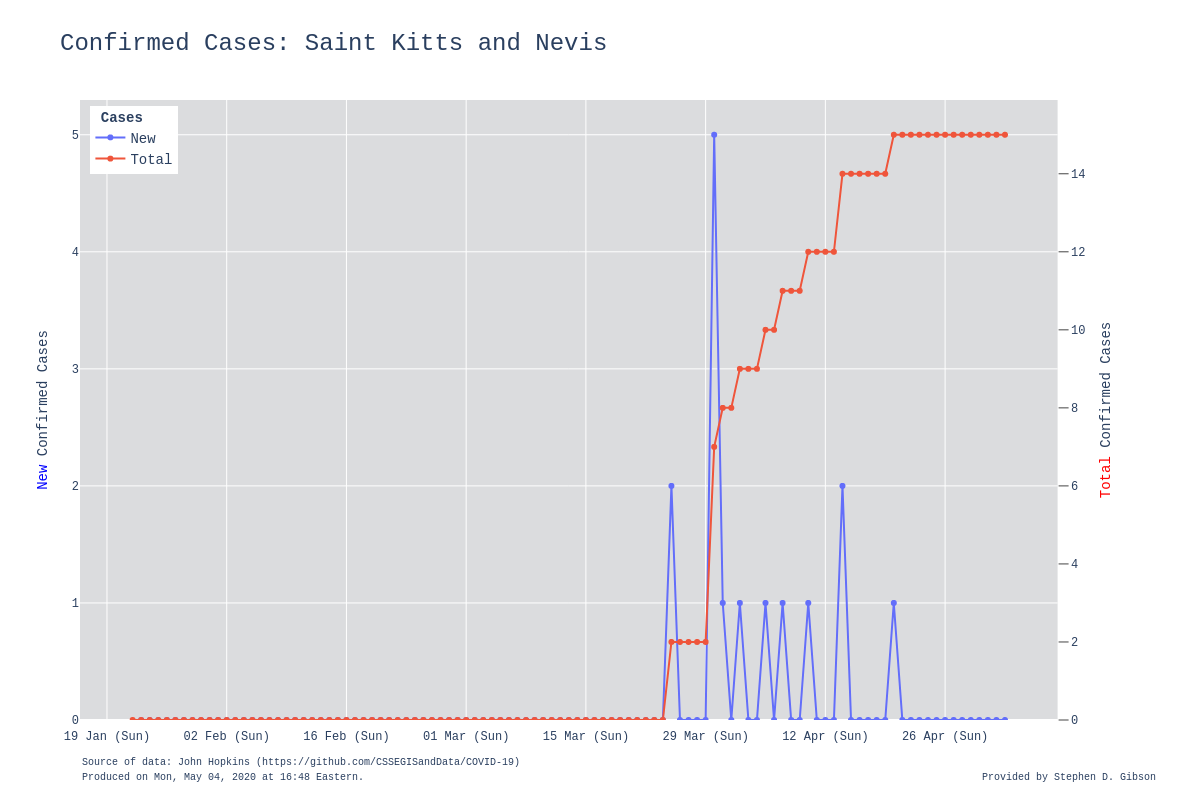 Confirmed Cases: Saint Kitts and Nevis
Cases
New
Total
5
4
3
2
1
0
14
12
10
8
6
4
2
0
New Confirmed Cases
Total Confirmed Cases
19 Jan (Sun)
02 Feb (Sun)
16 Feb (Sun)
01 Mar (Sun)
15 Mar (Sun)
29 Mar (Sun)
12 Apr (Sun)
26 Apr (Sun)
Source of data: John Hopkins (https://github.com/CSSEGISandData/COVID-19)
Produced on Mon, May 04, 2020 at 16:48 Eastern.
Provided by Stephen D. Gibson